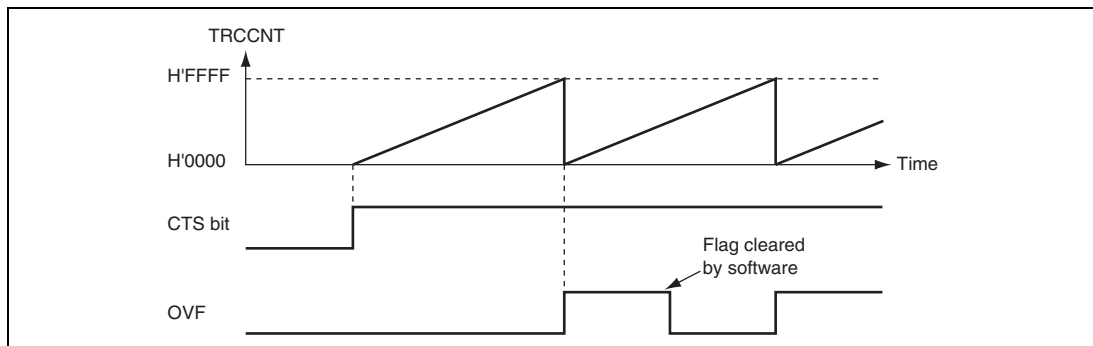 TRCCNT
H'FFFF
H'0000
Time
CTS bit
Flag cleared
by software
OVF